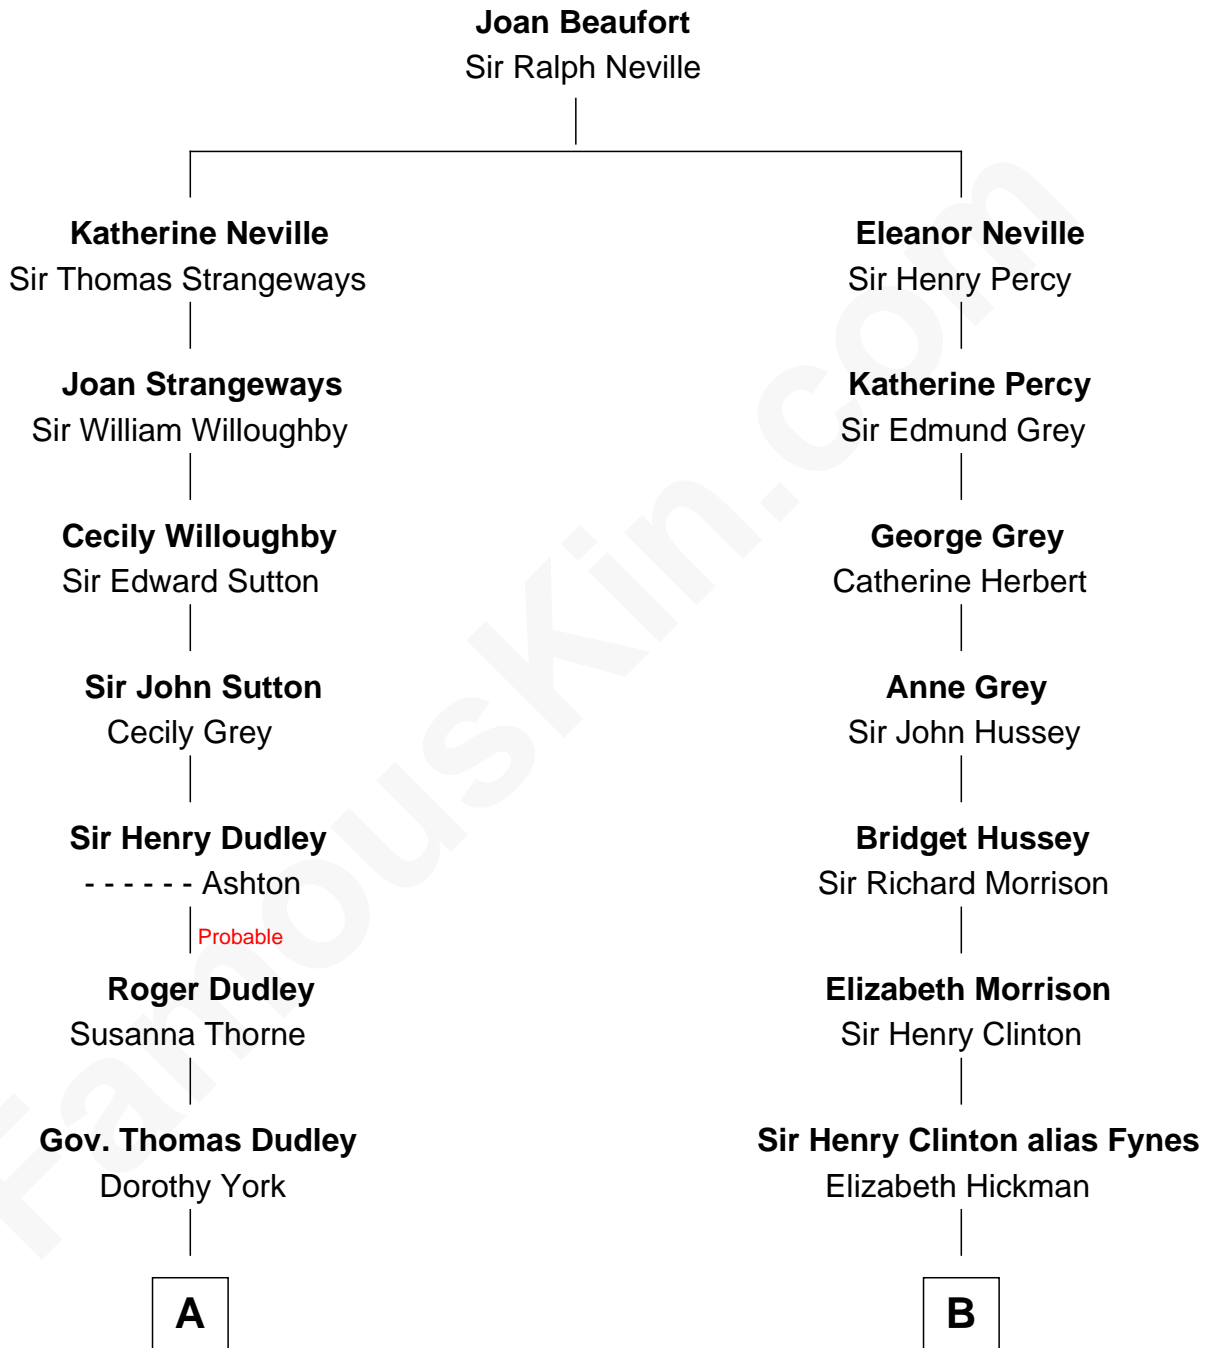 Joan Beaufort
Sir Ralph Neville
Katherine Neville
Sir Thomas Strangeways
Joan Strangeways
Sir William Willoughby
Cecily Willoughby
Sir Edward Sutton
Sir John Sutton
Cecily Grey
Sir Henry Dudley
- - - - - - Ashton
Probable
Roger Dudley
Susanna Thorne
Gov. Thomas Dudley
Dorothy York
A
Eleanor Neville
Sir Henry Percy
Katherine Percy
Sir Edmund Grey
George Grey
Catherine Herbert
Anne Grey
Sir John Hussey
Bridget Hussey
Sir Richard Morrison
Elizabeth Morrison
Sir Henry Clinton
Sir Henry Clinton alias Fynes
Elizabeth Hickman
B
FamousKin.com